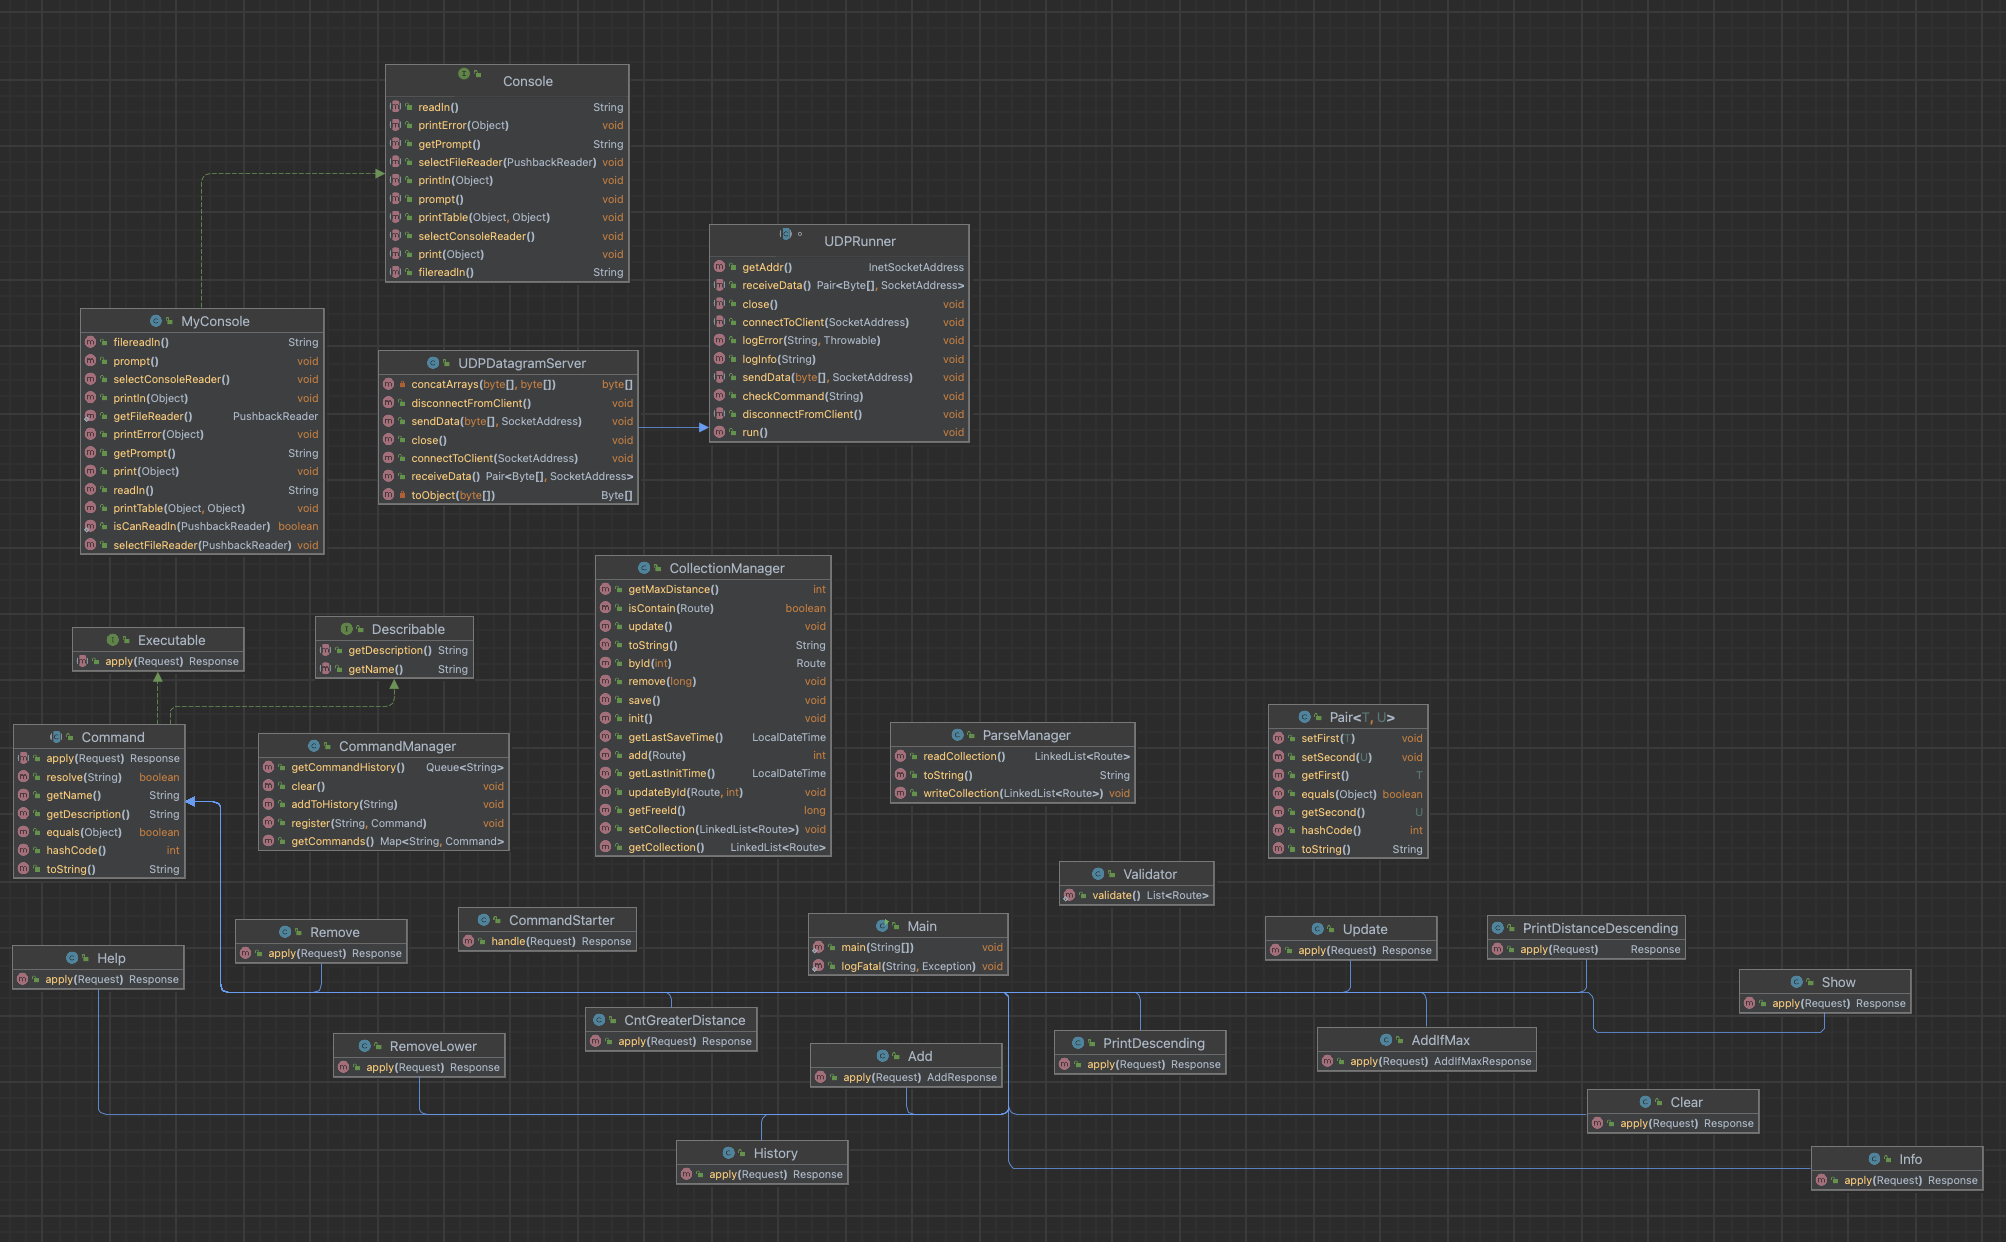 Console
readln() String
printError(Object) void
getPrompt() String
selectFileReader(PushbackReader) void
println(Object) void
prompt() void
printTable(Object, Object) void
selectConsoleReader() void
print(Object) void
filereadln() String
UDPRunner
getAddr() InetSocketAddress
receiveData() Pair<Byte[], SocketAddress>
close() void
connectToClient(SocketAddress) void
logError(String, Throwable) void
logInfo(String) void
sendData(byte[], SocketAddress) void
checkCommand(String) void
disconnectFromClient() void
run() void
MyConsole
filereadln() String
prompt() void
selectConsoleReader() void
println(Object) void
getFileReader() PushbackReader
printError(Object) void
getPrompt() String
print(Object) void
readln() String
printTable(Object, Object) void
isCanReadln(PushbackReader) boolean
selectFileReader(PushbackReader) void
UDPDatagramServer
concatArrays(byte[], byte[]) byte[]
disconnectFromClient() void
sendData(byte[], SocketAddress) void
close() void
connectToClient(SocketAddress) void
receiveData() Pair<Byte[], SocketAddress>
toObject(byte[]) Byte[]
CollectionManager
getMaxDistance() int
isContain(Route) boolean
update() void
toString() String
byId(int) Route
remove(long) void
save() void
init() void
getLastSaveTime() LocalDateTime
add(Route) int
getLastInitTime() LocalDateTime
updateById(Route, int) void
getFreeId() long
setCollection(LinkedList<Route>) void
getCollection() LinkedList<Route>
Executable
apply(Request) Response
Describable
getDescription() String
getName() String
Command
apply(Request) Response
resolve(String) boolean
getName() String
getDescription() String
equals(Object) boolean
hashCode() int
toString() String
CommandManager
getCommandHistory() Queue<String>
clear() void
addToHistory(String) void
register(String, Command) void
getCommands() Map<String, Command>
ParseManager
readCollection() LinkedList<Route>
toString() String
writeCollection(LinkedList<Route>) void
Pair<T, U>
setFirst(T) void
setSecond(U) void
getFirst() T
equals(Object) boolean
getSecond() U
hashCode() int
toString() String
Validator
validate() List<Route>
Help
apply(Request) Response
Remove
apply(Request) Response
CommandStarter
handle(Request) Response
Main
main(String[]) void
logFatal(String, Exception) void
Update
apply(Request) Response
PrintDistanceDescending
apply(Request) Response
Show
apply(Request) Response
RemoveLower
apply(Request) Response
CntGreaterDistance
apply(Request) Response
Add
apply(Request) AddResponse
PrintDescending
apply(Request) Response
AddIfMax
apply(Request) AddIfMaxResponse
Clear
apply(Request) Response
History
apply(Request) Response
Info
apply(Request) Response